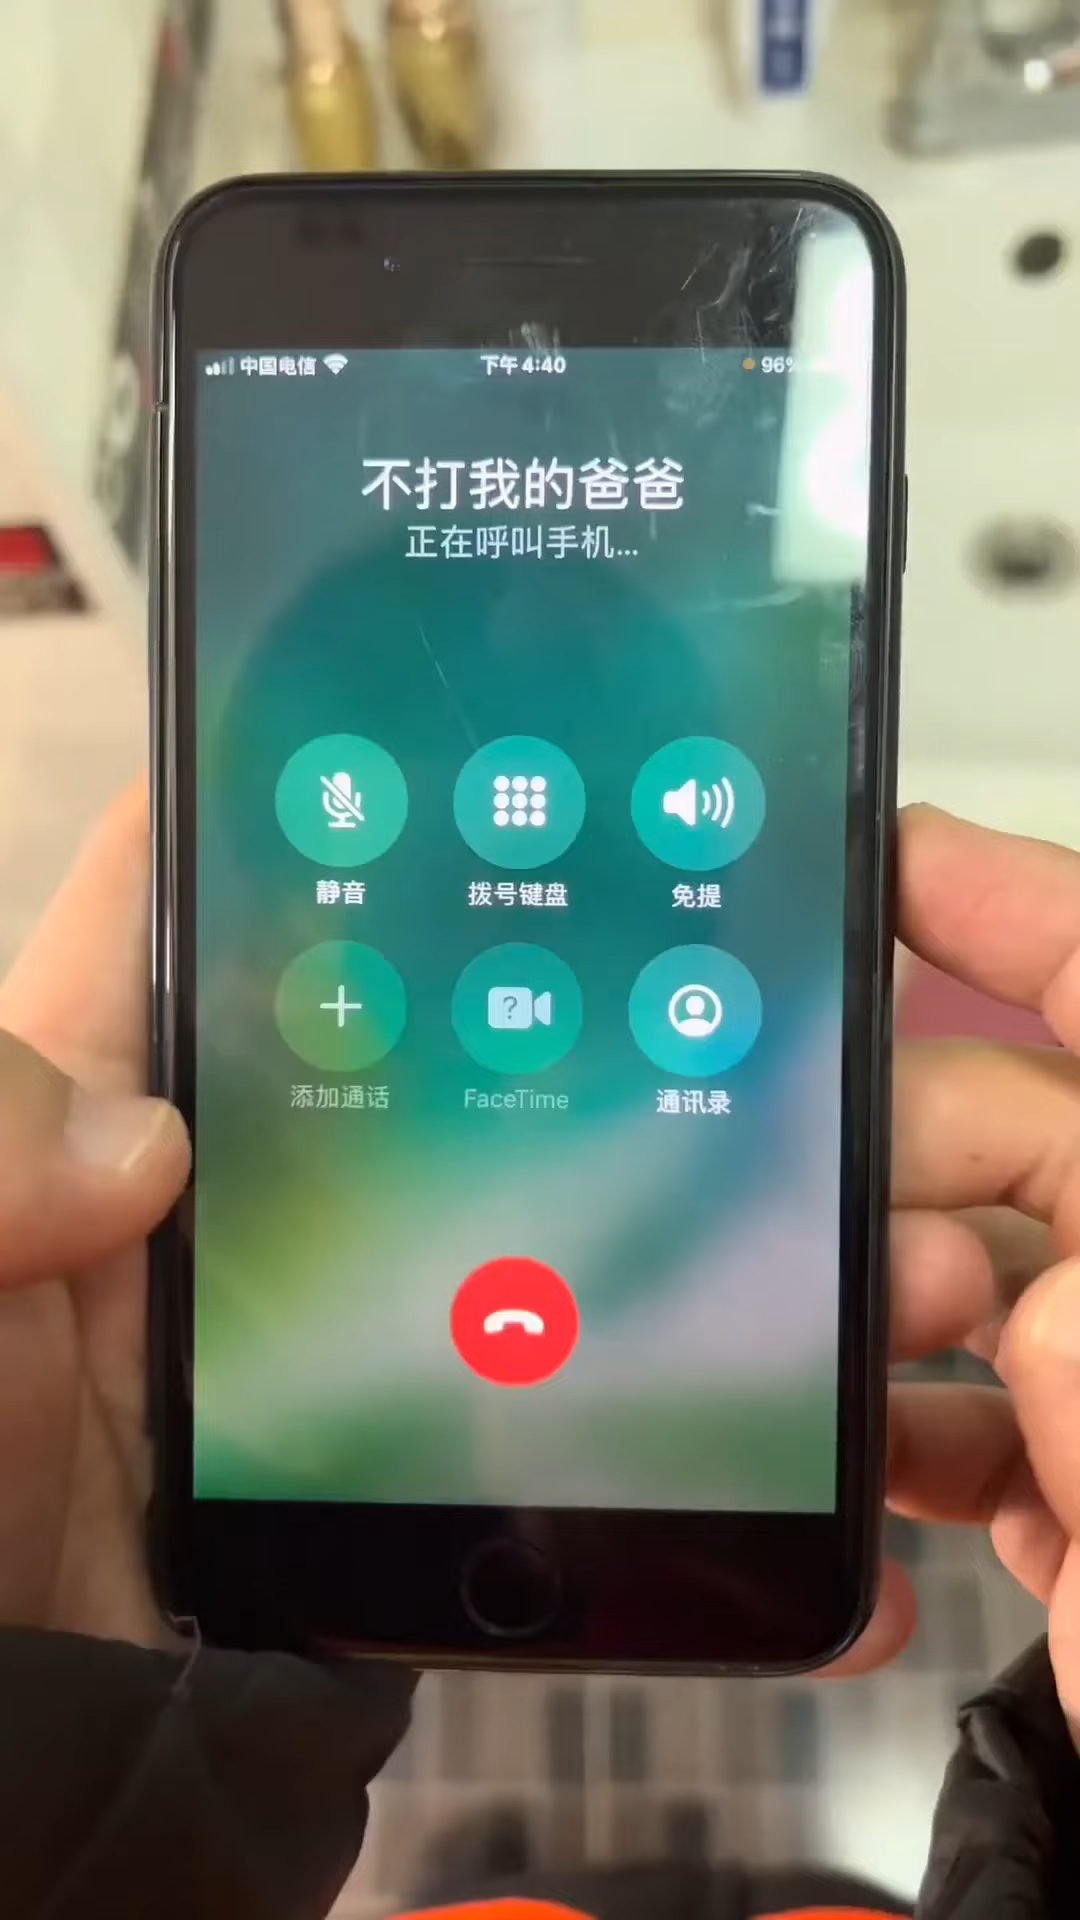 中国电信 下午4:40 96%
不打我的爸爸
正在呼叫手机...
静音 拨号键盘 免提
添加通话 FaceTime 通讯录